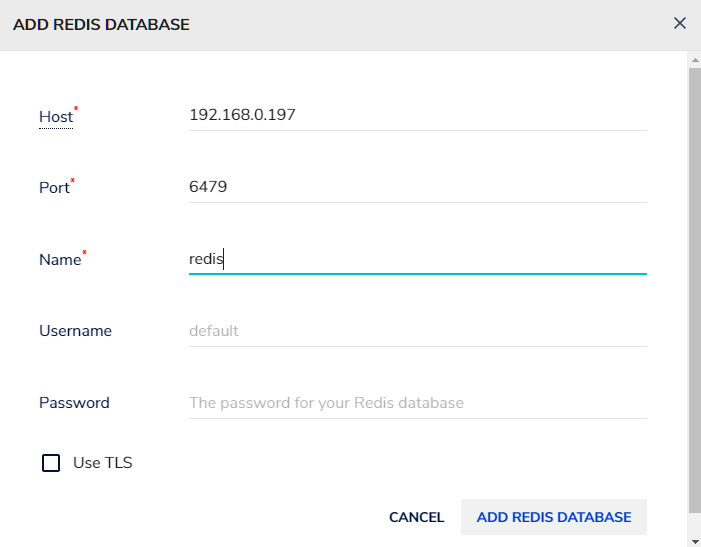 ADD REDIS DATABASE
Host*
192.168.0.197
Port*
6479
Name*
redis
Username
default
Password
The password for your Redis database
Use TLS
CANCEL
ADD REDIS DATABASE